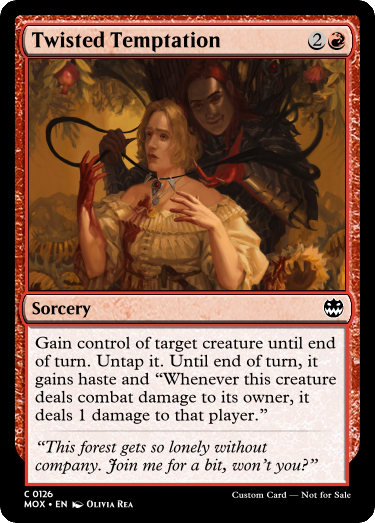 Twisted Temptation 2
Sorcery
Gain control of target creature until end
of turn. Untap it. Until end of turn, it
gains haste and “Whenever this creature
deals combat damage to its owner, it
deals 1 damage to that player.”
“This forest gets so lonely without
company. Join me for a bit, won’t you?”
C 0126
MOX • EN Olivia Rea
Custom Card — Not for Sale